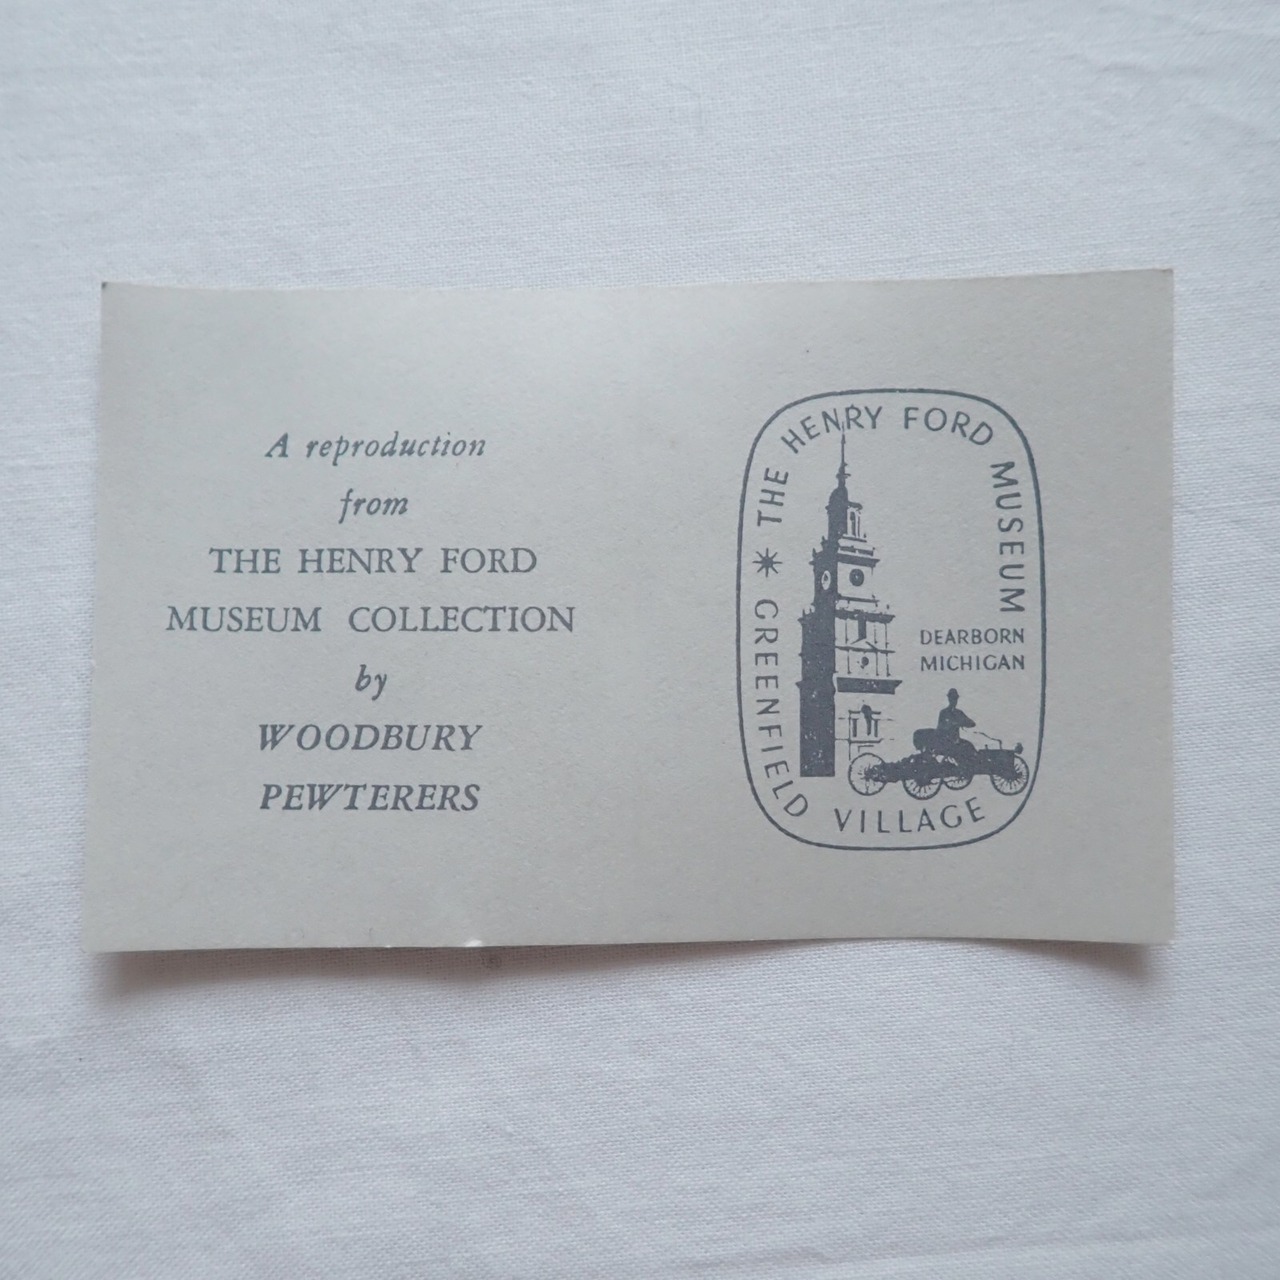 A reproduction
from
THE HENRY FORD
MUSEUM COLLECTION
by
WOODBURY
PEWTERERS
THE HENRY FORD MUSEUM
GREENFIELD VILLAGE
DEARBORN
MICHIGAN